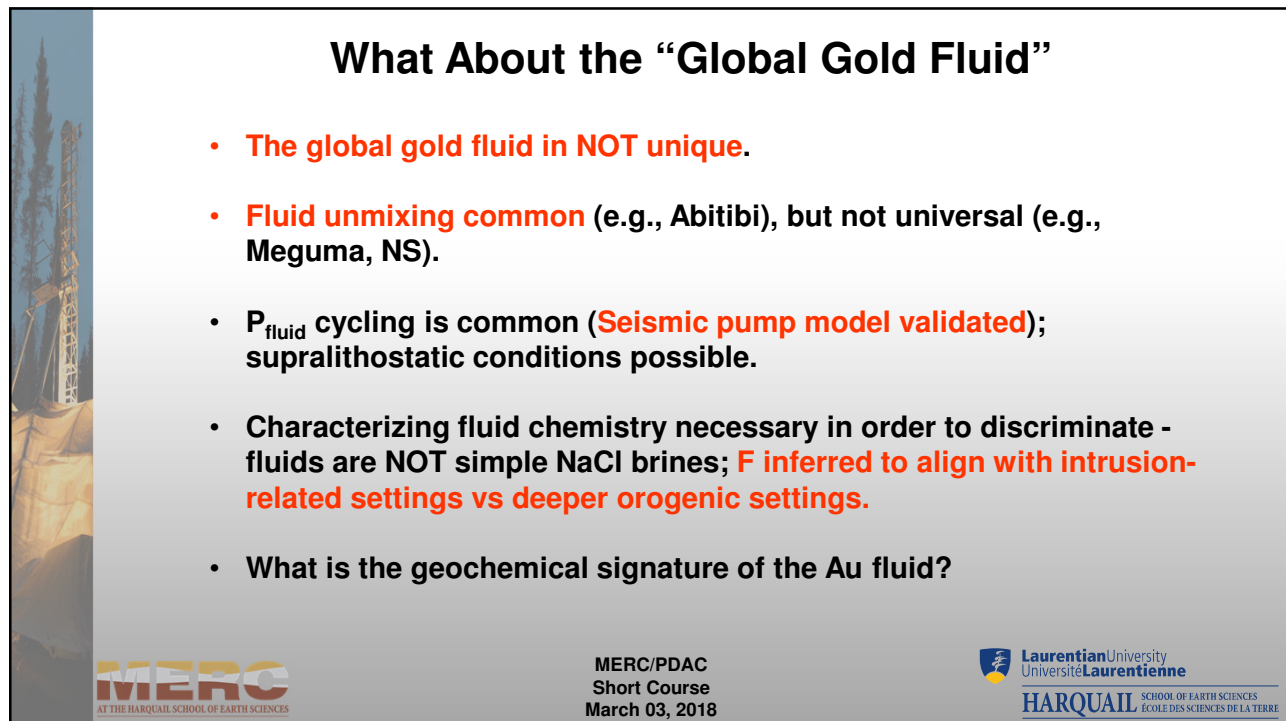 What About the “Global Gold Fluid”
• The global gold fluid in NOT unique.
• Fluid unmixing common (e.g., Abitibi), but not universal (e.g.,
Meguma, NS).
• Pfluid cycling is common (Seismic pump model validated);
supralithostatic conditions possible.
• Characterizing fluid chemistry necessary in order to discriminate -
fluids are NOT simple NaCl brines; F inferred to align with intrusion-
related settings vs deeper orogenic settings.
• What is the geochemical signature of the Au fluid?
MERC
AT THE HARQUAIL SCHOOL OF EARTH SCIENCES
MERC/PDAC
Short Course
March 03, 2018
LaurentianUniversity
UniversitéLaurentienne
HARQUAIL SCHOOL OF EARTH SCIENCES
ÉCOLE DES SCIENCES DE LA TERRE